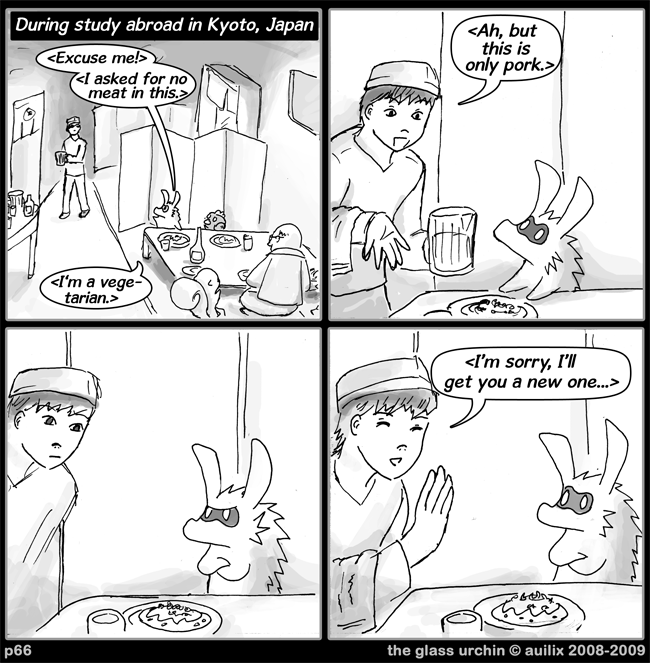 During study abroad in Kyoto, Japan
<Excuse me!>
<I asked for no
meat in this.>
<I'm a vege-
tarian.>
<Ah, but
this is
only pork.>
<I'm sorry, I'll
get you a new one...>
p66
the glass urchin © auilix 2008-2009